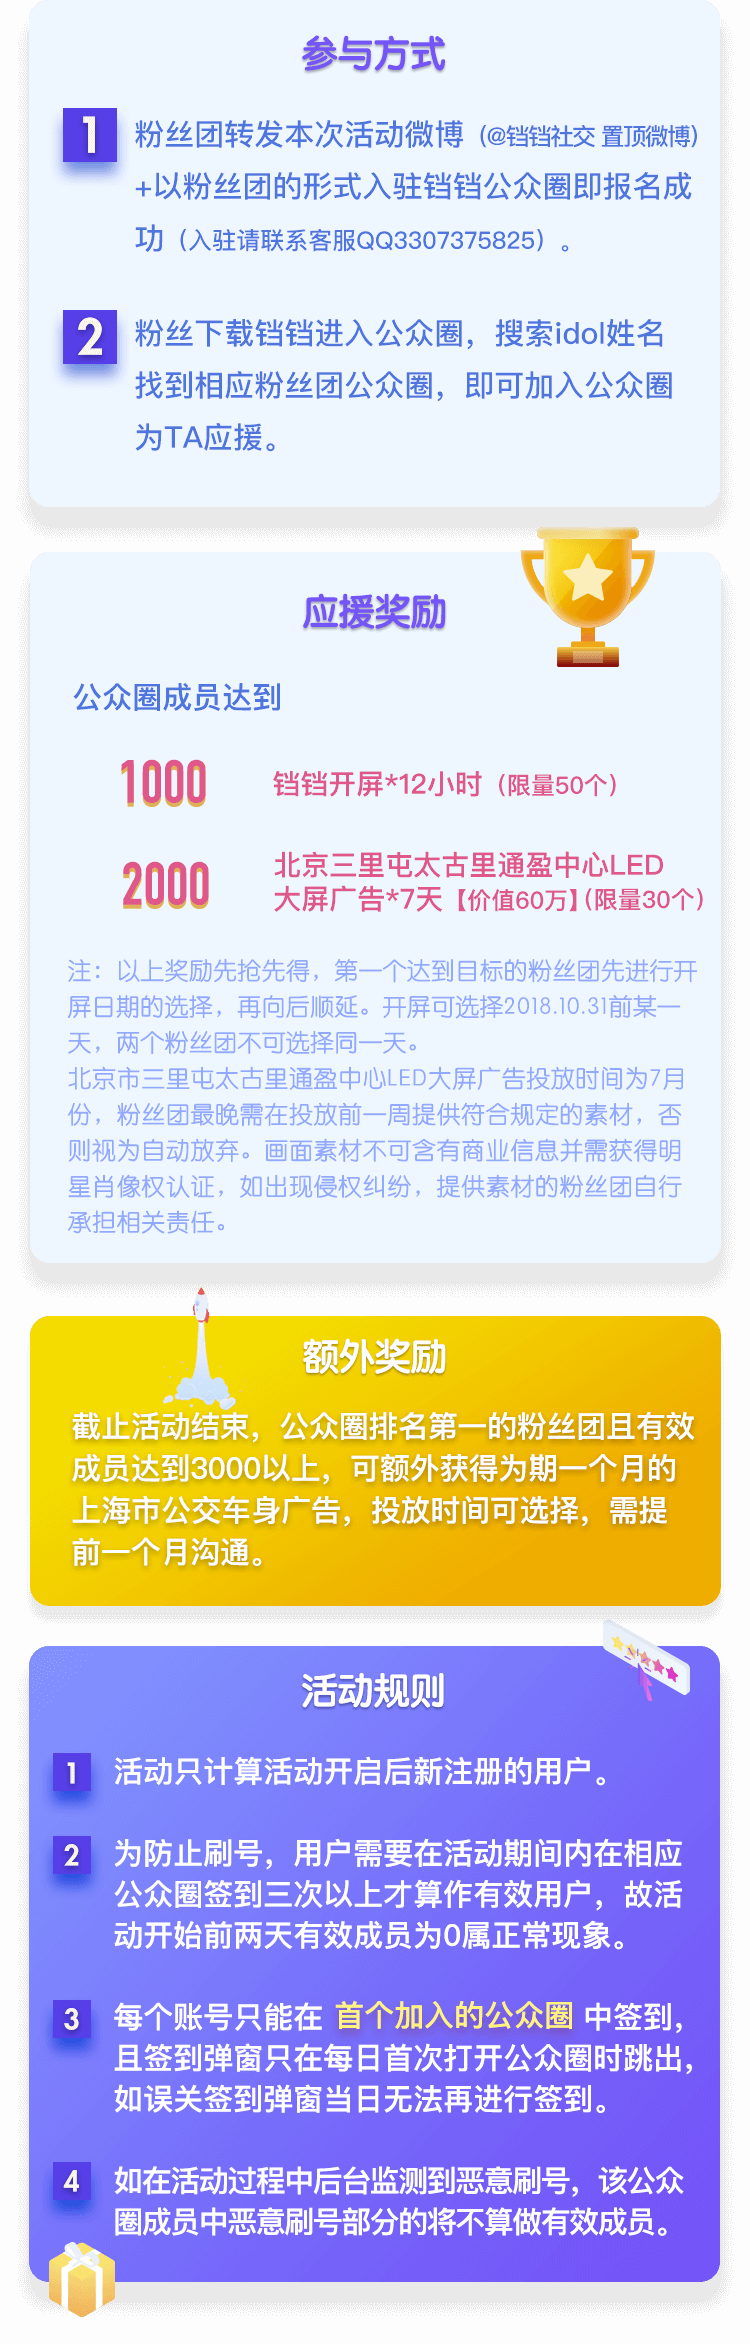 参与方式
1 粉丝团转发本次活动微博（@铛铛社交 置顶微博）
+以粉丝团的形式入驻铛铛公众圈即报名成
功（入驻请联系客服QQ3307375825）。
2 粉丝下载铛铛进入公众圈，搜索idol姓名
找到相应粉丝团公众圈，即可加入公众圈
为TA应援。
应援奖励
公众圈成员达到
1000 铛铛开屏*12小时（限量50个）
2000 北京三里屯太古里通盈中心LED
大屏广告*7天【价值60万】（限量30个）
注：以上奖励先抢先得，第一个达到目标的粉丝团先进行开
屏日期的选择，再向后顺延。开屏可选择2018.10.31前某一
天，两个粉丝团不可选择同一天。
北京市三里屯太古里通盈中心LED大屏广告投放时间为7月
份，粉丝团最晚需在投放前一周提供符合规定的素材，否
则视为自动放弃。画面素材不可含有商业信息并需获得明
星肖像权认证，如出现侵权纠纷，提供素材的粉丝团自行
承担相关责任。
额外奖励
截止活动结束，公众圈排名第一的粉丝团且有效
成员达到3000以上，可额外获得为期一个月的
上海市公交车身广告，投放时间可选择，需提
前一个月沟通。
活动规则
1 活动只计算活动开启后新注册的用户。
2 为防止刷号，用户需要在活动期间内在相应
公众圈签到三次以上才算作有效用户，故活
动开始前两天有效成员为0属正常现象。
3 每个账号只能在 首个加入的公众圈 中签到，
且签到弹窗只在每日首次打开公众圈时跳出，
如误关签到弹窗当日无法再进行签到。
4 如在活动过程中后台监测到恶意刷号，该公众
圈成员中恶意刷号部分的将不算做有效成员。